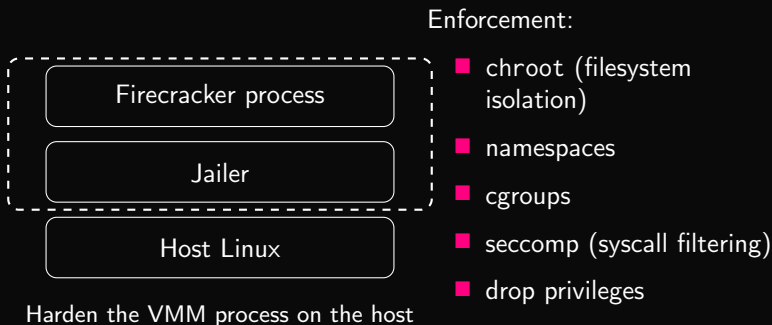 Firecracker process
Jailer
Host Linux
Harden the VMM process on the host
Enforcement:
chroot (filesystem
isolation)
namespaces
cgroups
seccomp (syscall filtering)
drop privileges